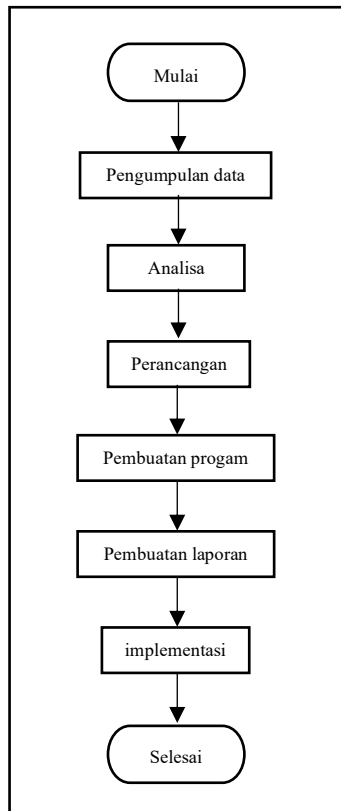 Mulai
Pengumpulan data
Analisa
Perancangan
Pembuatan progam
Pembuatan laporan
implementasi
Selesai